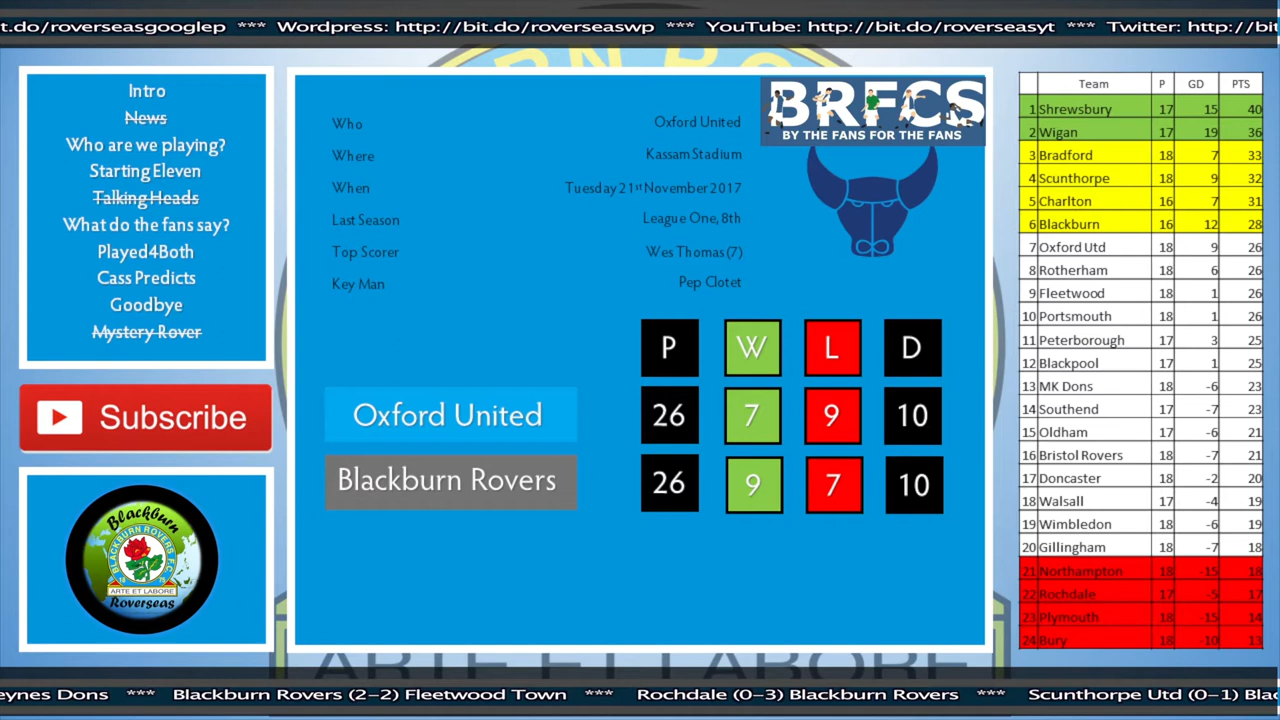 t.do/roverseasgooglep *** Wordpress: http://bit.do/roverseaswp *** YouTube: http://bit.do/roverseasyt *** Twitter: http://bit
Intro
News
Who are we playing?
Starting Eleven
Talking Heads
What do the fans say?
Played4Both
Cass Predicts
Goodbye
Mystery Rover
Subscribe
Blackburn
BLACKBURN ROVERS F.C.
1875
ARTE ET LABORE
Roverseas
BRFCS
BY THE FANS FOR THE FANS
Who Oxford United
Where Kassam Stadium
When Tuesday 21st November 2017
Last Season League One, 8th
Top Scorer Wes Thomas (7)
Key Man Pep Clotet
P W L D
Oxford United 26 7 9 10
Blackburn Rovers 26 9 7 10
Team P GD PTS
1 Shrewsbury 17 15 40
2 Wigan 17 19 36
3 Bradford 18 7 33
4 Scunthorpe 18 9 32
5 Charlton 16 7 31
6 Blackburn 16 12 28
7 Oxford Utd 18 9 26
8 Rotherham 18 6 26
9 Fleetwood 18 1 26
10 Portsmouth 18 1 26
11 Peterborough 17 3 25
12 Blackpool 17 1 25
13 MK Dons 18 -6 23
14 Southend 17 -7 23
15 Oldham 17 -6 21
16 Bristol Rovers 18 -7 21
17 Doncaster 18 -2 20
18 Walsall 17 -4 19
19 Wimbledon 18 -6 19
20 Gillingham 18 -7 18
21 Northampton 18 -15 18
22 Rochdale 17 -5 17
23 Plymouth 18 -15 14
24 Bury 18 -10 13
ARTE ET LABORE
eynes Dons *** Blackburn Rovers (2-2) Fleetwood Town *** Rochdale (0-3) Blackburn Rovers *** Scunthorpe Utd (0-1) Bla